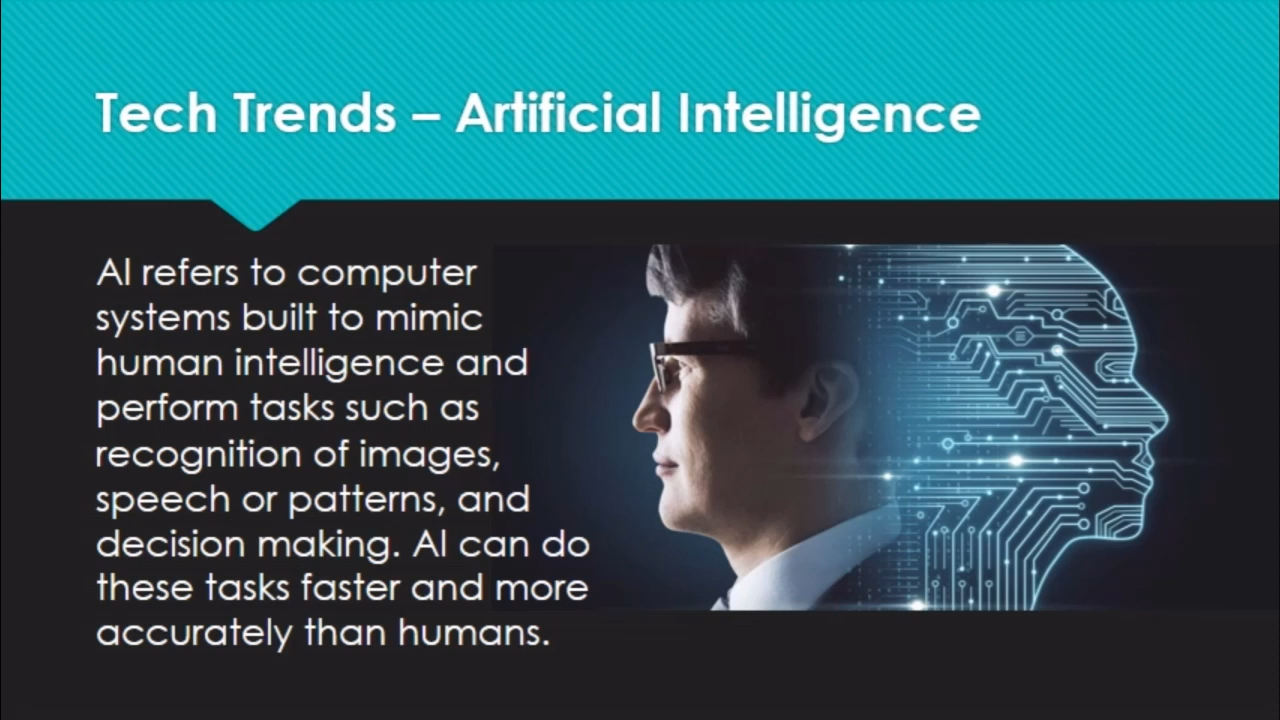 Tech Trends – Artificial Intelligence
AI refers to computer
systems built to mimic
human intelligence and
perform tasks such as
recognition of images,
speech or patterns, and
decision making. AI can do
these tasks faster and more
accurately than humans.